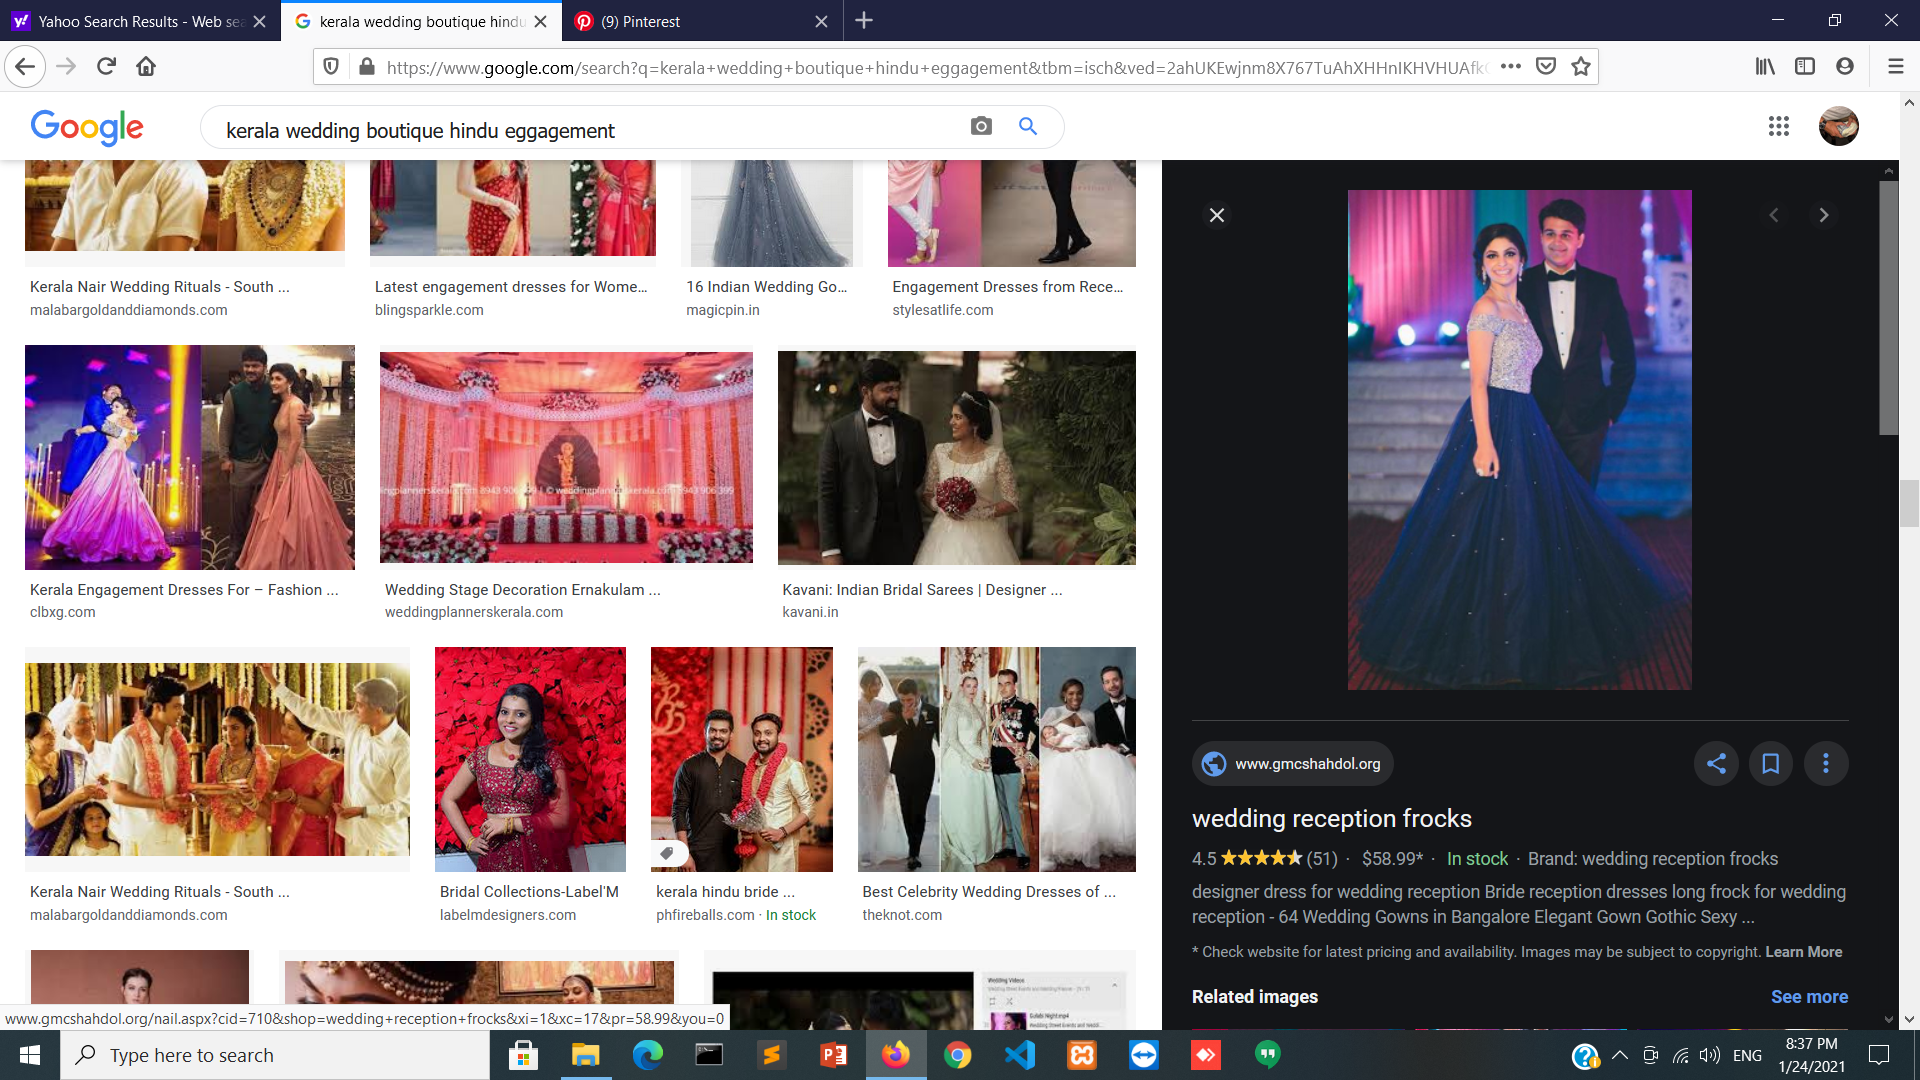 Yahoo Search Results - Web sea
kerala wedding boutique hindu
(9) Pinterest
https://www.google.com/search?q=kerala+wedding+boutique+hindu+eggagement&tbm=isch&ved=2ahUKEwjnm8X767TuAhXHHnIKHVHUAfkC
Google
kerala wedding boutique hindu eggagement
Kerala Nair Wedding Rituals - South ...
malabargoldanddiamonds.com
Latest engagement dresses for Wome...
blingsparkle.com
16 Indian Wedding Go...
magicpin.in
Engagement Dresses from Rece...
stylesatlife.com
Kerala Engagement Dresses For – Fashion ...
clbxg.com
Wedding Stage Decoration Ernakulam ...
weddingplannerskerala.com
Kavani: Indian Bridal Sarees | Designer ...
kavani.in
Kerala Nair Wedding Rituals - South ...
malabargoldanddiamonds.com
Bridal Collections-Label'M
labelmdesigners.com
kerala hindu bride ...
phfireballs.com · In stock
Best Celebrity Wedding Dresses of ...
theknot.com
Wedding Videos
www.gmcshahdol.org
wedding reception frocks
4.5 (51) · $58.99* · In stock · Brand: wedding reception frocks
designer dress for wedding reception Bride reception dresses long frock for wedding
reception - 64 Wedding Gowns in Bangalore Elegant Gown Gothic Sexy ...
* Check website for latest pricing and availability. Images may be subject to copyright. Learn More
Related images
See more
www.gmcshahdol.org/nail.aspx?cid=710&shop=wedding+reception+frocks&xi=1&xc=17&pr=58.99&you=0
Type here to search
ENG
8:37 PM
1/24/2021